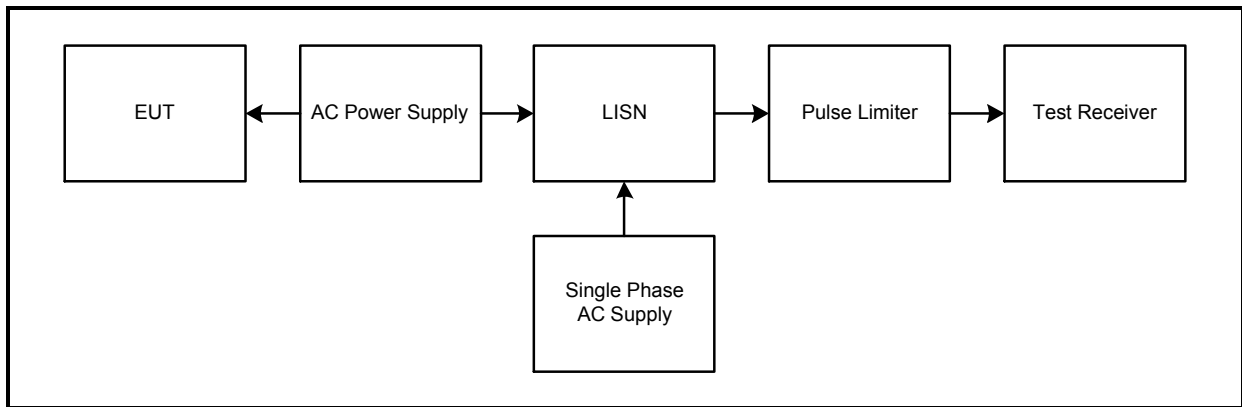 EUT
AC Power Supply
LISN
Pulse Limiter
Test Receiver
Single Phase
AC Supply